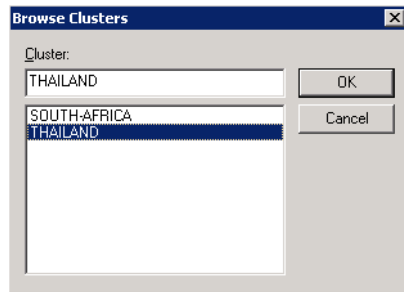 Browse Clusters
Cluster:
THAILAND
OK
SOUTH-AFRICA
THAILAND
Cancel